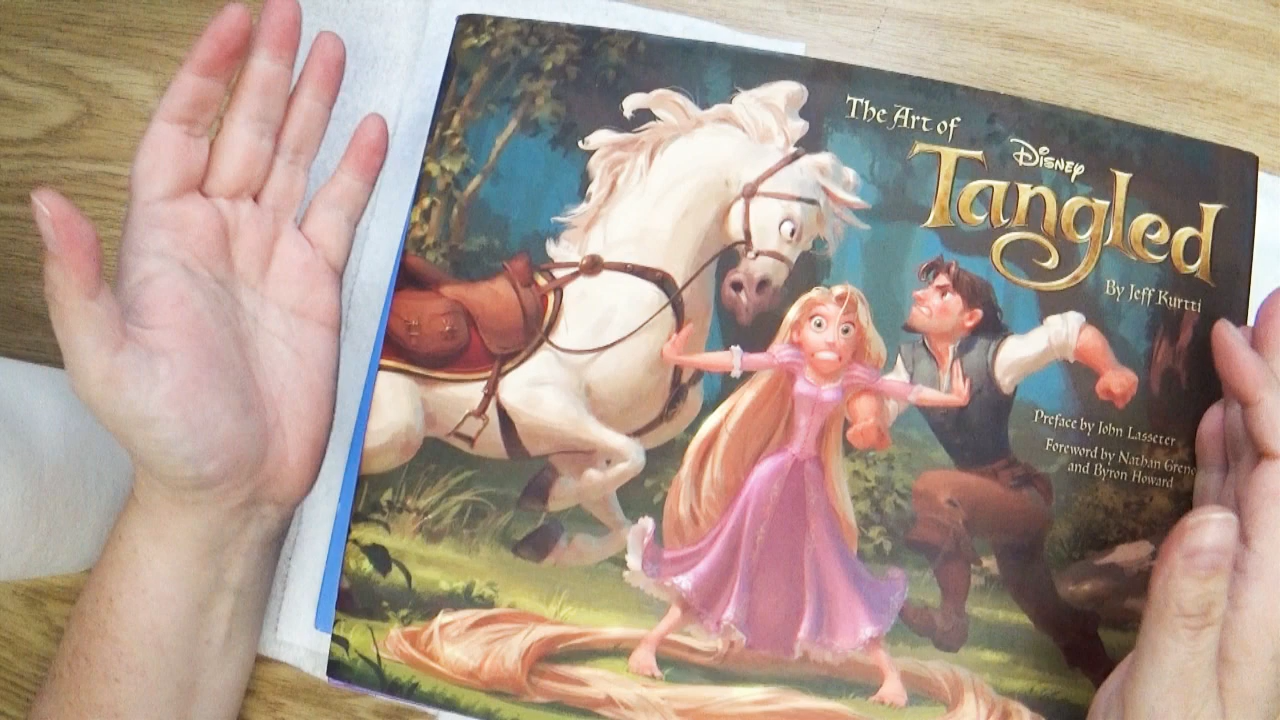 The Art of
Disney
Tangled
By Jeff Kurtti
Preface by John Lasseter
Foreword by Nathan Greno
and Byron Howard